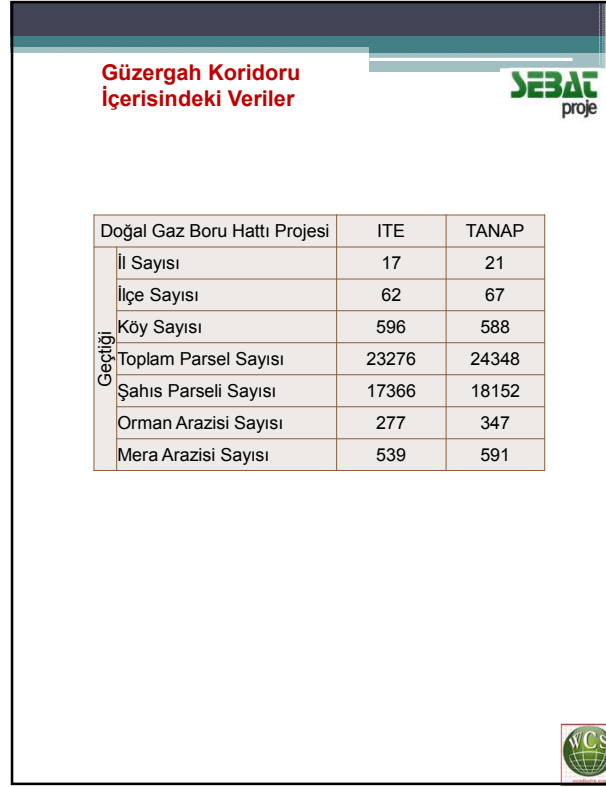 Güzergah Koridoru
İçerisindeki Veriler
SEBAT
proje
Doğal Gaz Boru Hattı Projesi ITE TANAP
Geçtiği
İl Sayısı 17 21
İlçe Sayısı 62 67
Köy Sayısı 596 588
Toplam Parsel Sayısı 23276 24348
Şahıs Parseli Sayısı 17366 18152
Orman Arazisi Sayısı 277 347
Mera Arazisi Sayısı 539 591
WCS